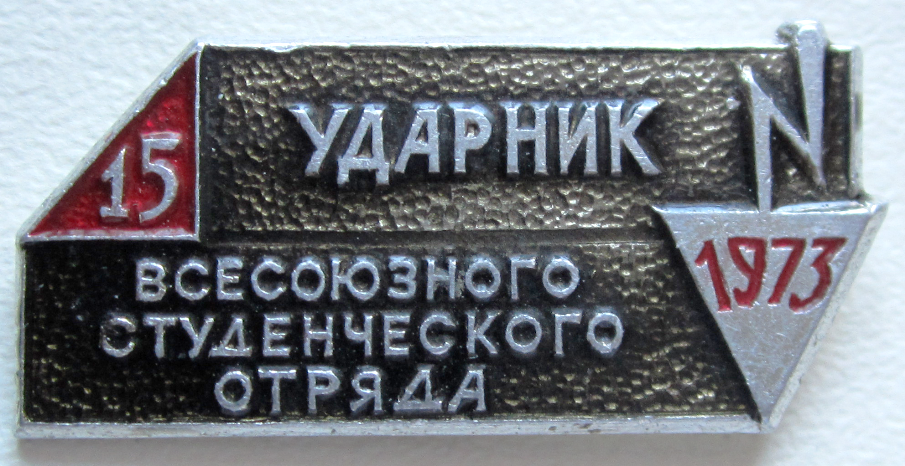 15
УДАРНИК
1973
ВСЕСОЮЗНОГО
СТУДЕНЧЕСКОГО
ОТРЯДА